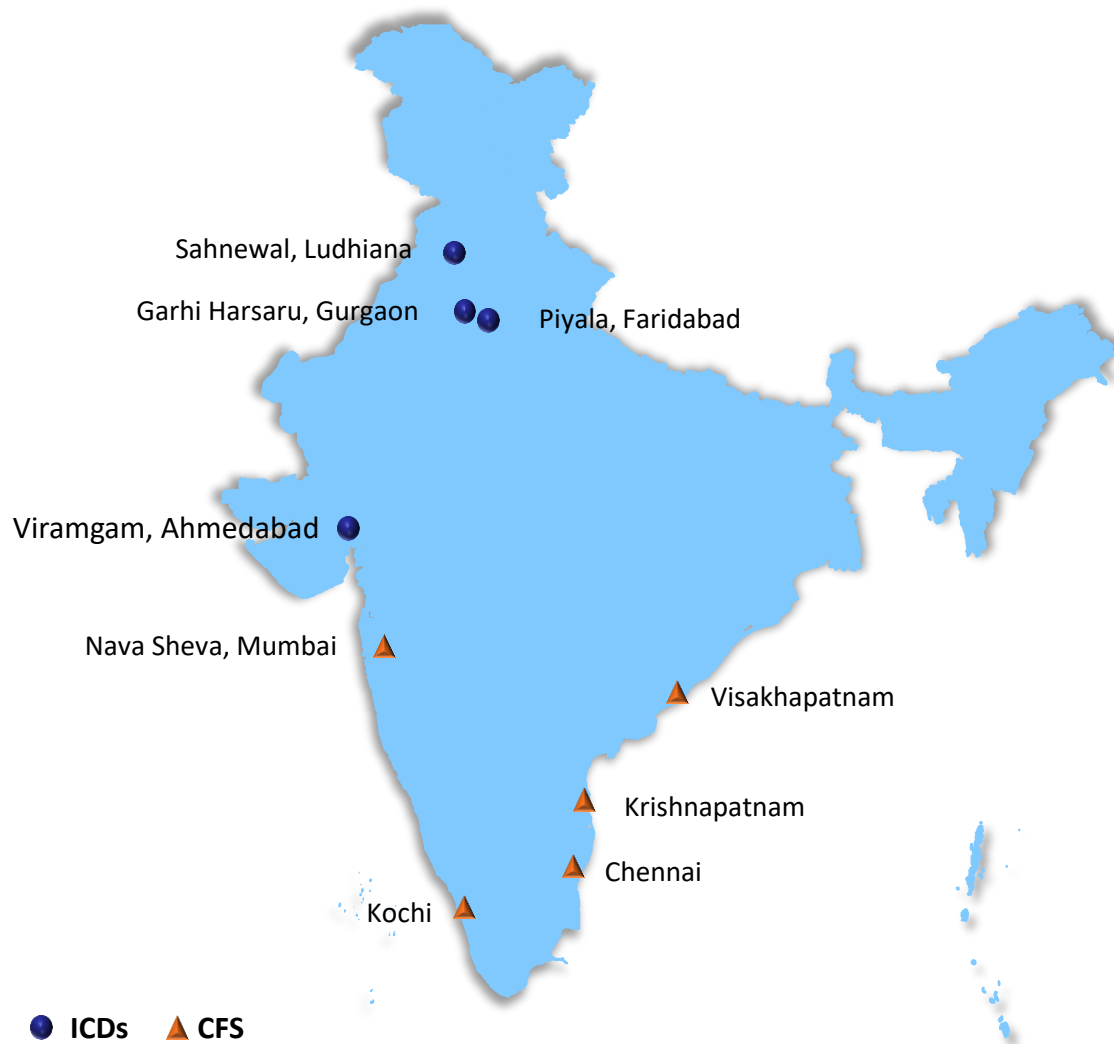 Sahnewal, Ludhiana
Garhi Harsaru, Gurgaon
Piyala, Faridabad
Viramgam, Ahmedabad
Nava Sheva, Mumbai
Visakhapatnam
Krishnapatnam
Chennai
Kochi
ICDs
CFS